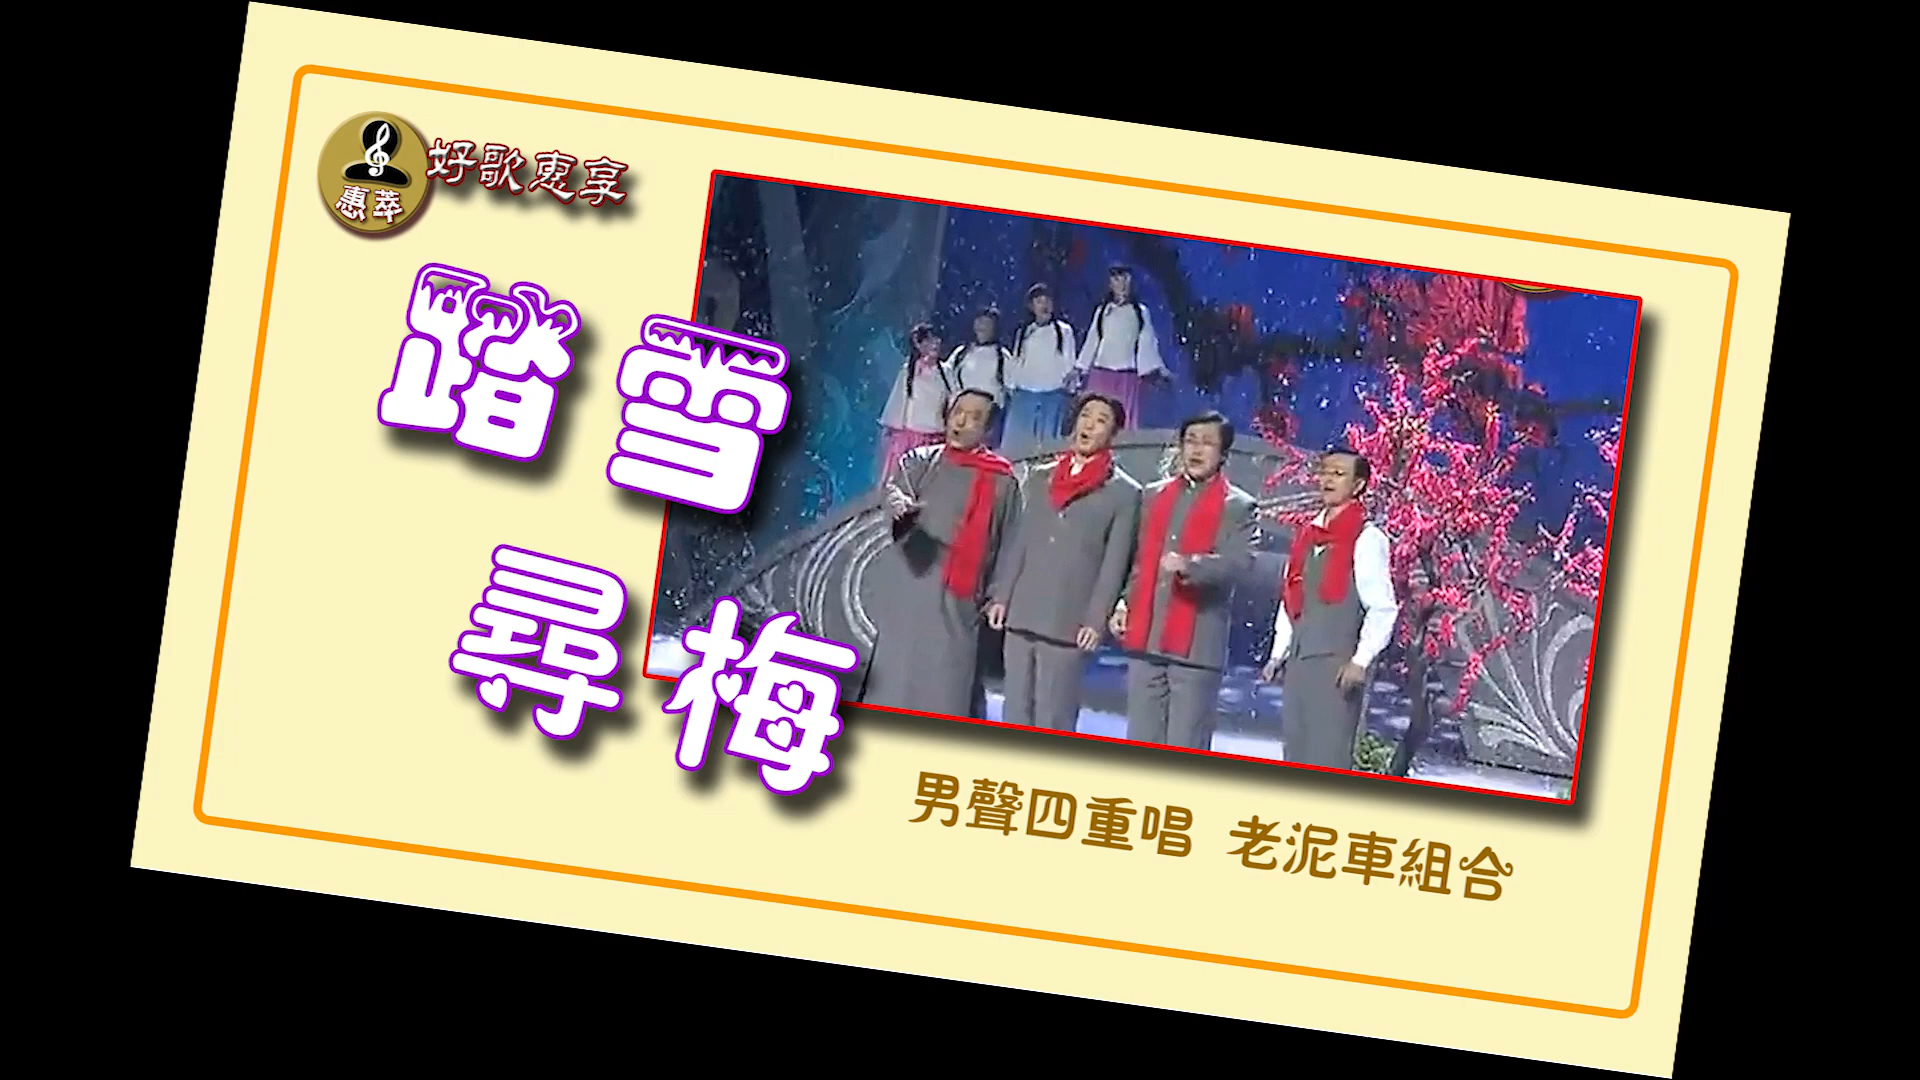 惠萃
好歌惠享
踏雪
尋梅
男聲四重唱 老泥車組合